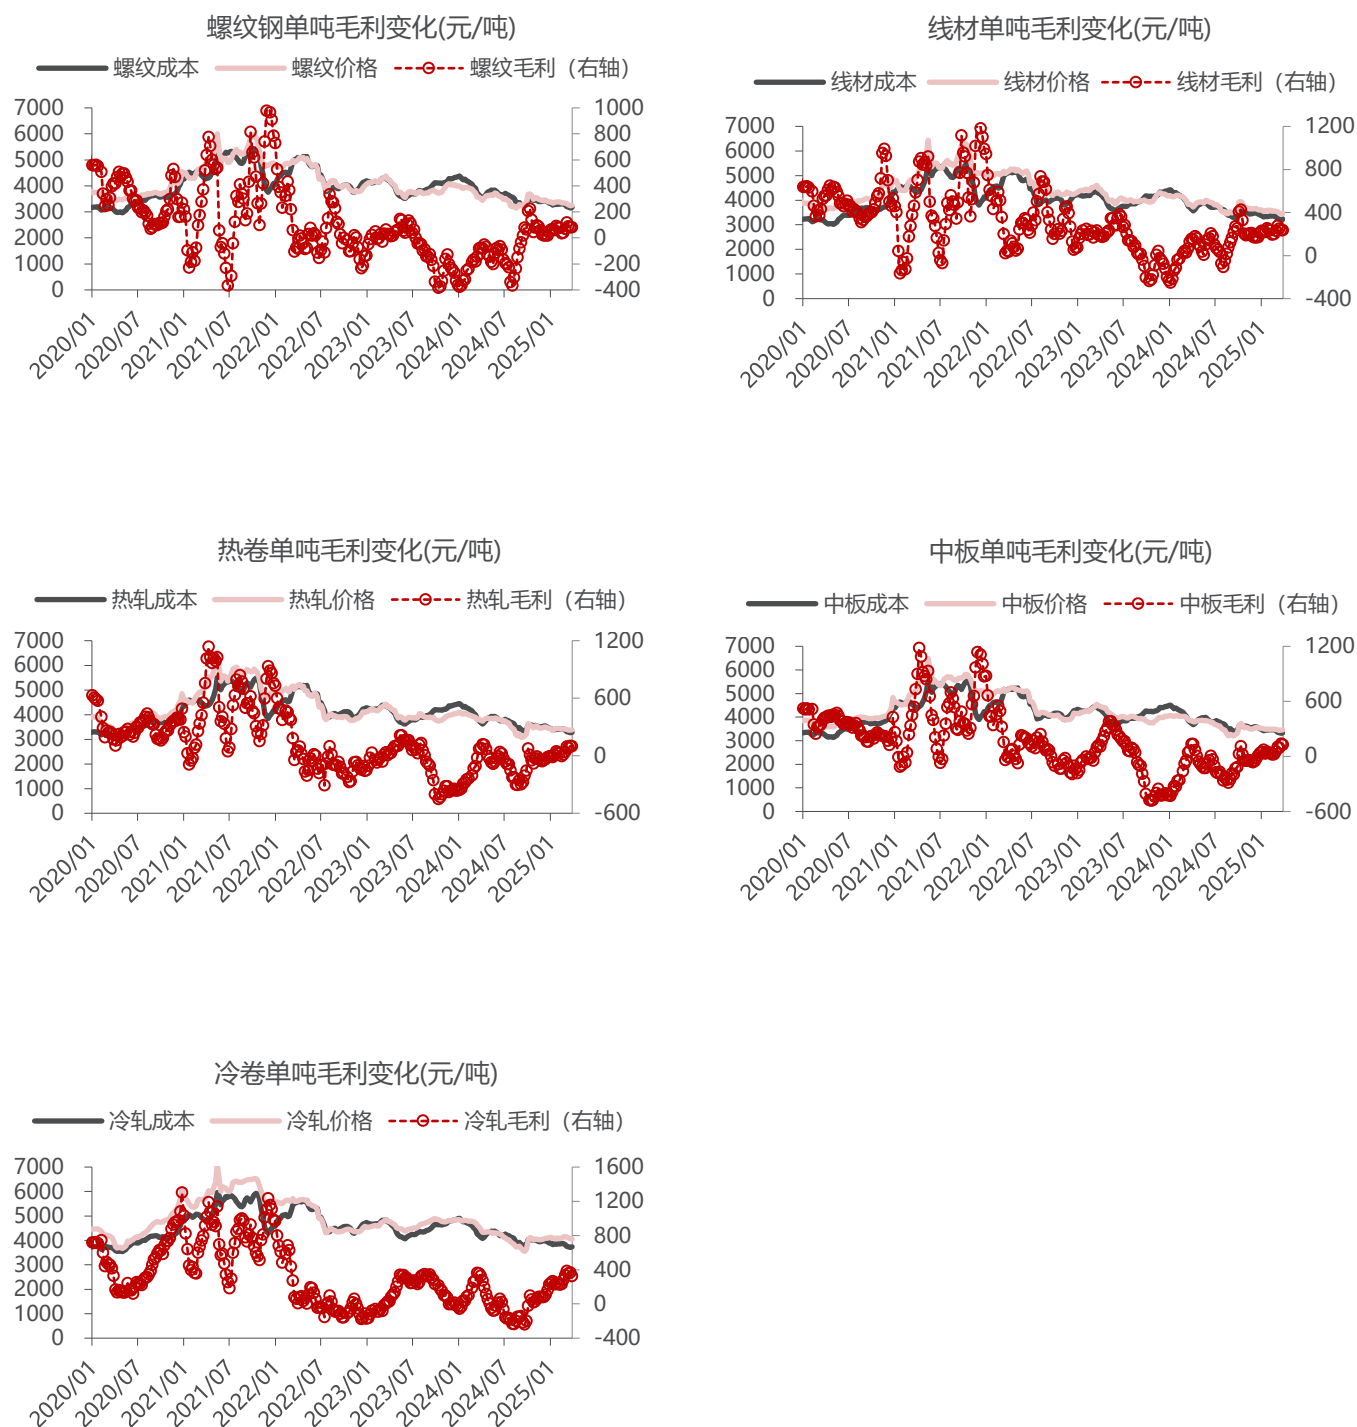 螺纹钢单吨毛利变化(元/吨)
螺纹成本 螺纹价格 螺纹毛利（右轴）
7000 1000
6000 800
5000 600
4000 400
3000 200
2000 0
1000 -200
0 -400
2020/01 2020/07 2021/01 2021/07 2022/01 2022/07 2023/01 2023/07 2024/01 2024/07 2025/01
线材单吨毛利变化(元/吨)
线材成本 线材价格 线材毛利（右轴）
7000 1200
6000
5000 800
4000
3000 400
2000 0
1000
0 -400
2020/01 2020/07 2021/01 2021/07 2022/01 2022/07 2023/01 2023/07 2024/01 2024/07 2025/01
热卷单吨毛利变化(元/吨)
热轧成本 热轧价格 热轧毛利（右轴）
7000 1200
6000
5000 600
4000
3000
2000 0
1000
0 -600
2020/01 2020/07 2021/01 2021/07 2022/01 2022/07 2023/01 2023/07 2024/01 2024/07 2025/01
中板单吨毛利变化(元/吨)
中板成本 中板价格 中板毛利（右轴）
7000 1200
6000
5000 600
4000
3000
2000 0
1000
0 -600
2020/01 2020/07 2021/01 2021/07 2022/01 2022/07 2023/01 2023/07 2024/01 2024/07 2025/01
冷卷单吨毛利变化(元/吨)
冷轧成本 冷轧价格 冷轧毛利（右轴）
7000 1600
6000 1200
5000
4000 800
3000 400
2000
1000 0
0 -400
2020/01 2020/07 2021/01 2021/07 2022/01 2022/07 2023/01 2023/07 2024/01 2024/07 2025/01